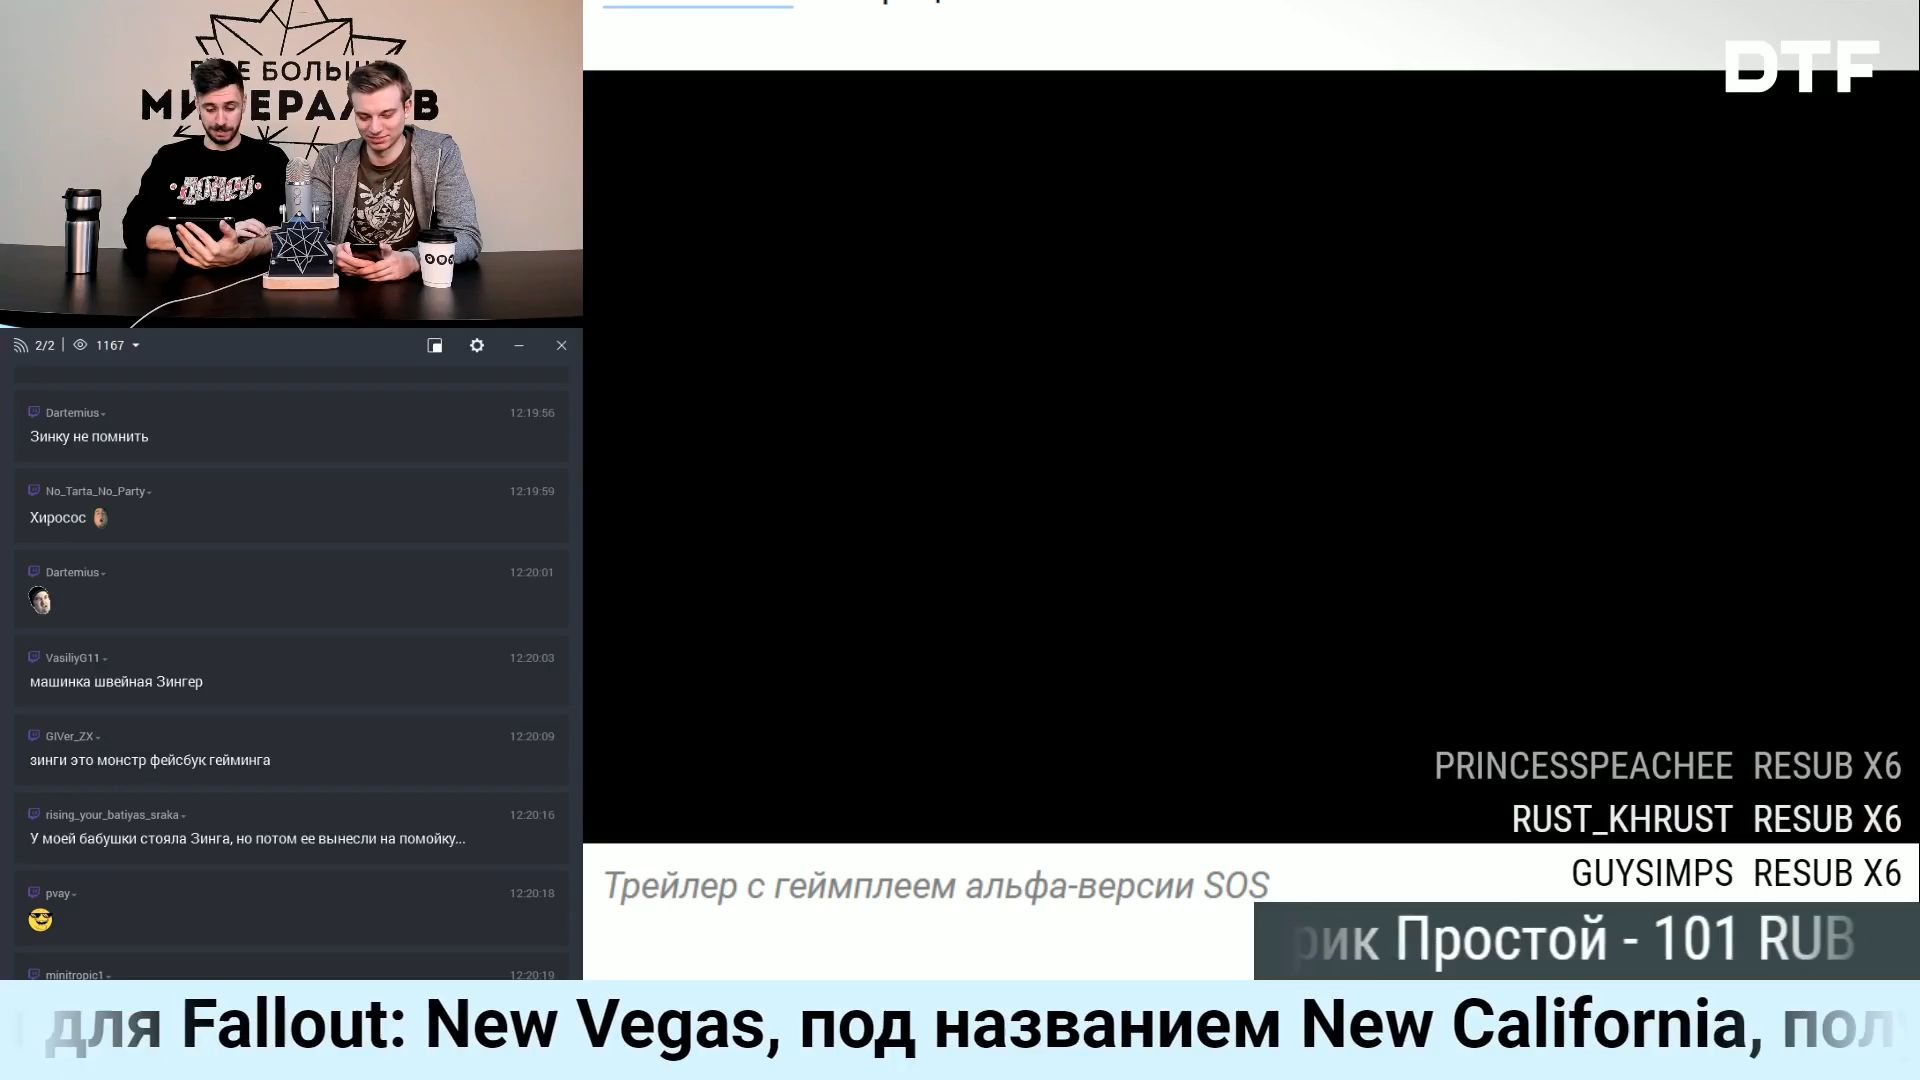 DTF
2/2
1167
Dartemius
12:19:56
Зинку не помнить
No_Tarta_No_Party
12:19:59
Хиросос
Dartemius
12:20:01
VasiliyG11
12:20:03
машинка швейная Зингер
GIVer_ZX
12:20:09
зинги это монстр фейсбук гейминга
rising_your_batiyas_sraka
12:20:16
У моей бабушки стояла Зинга, но потом ее вынесли на помойку...
pvay
12:20:18
minitropic1
12:20:19
PRINCESSPEACHEE RESUB X6
RUST_KHRUST RESUB X6
GUYSIMPS RESUB X6
Трейлер с геймплеем альфа-версии SOS
рик Простой - 101 RUB
для Fallout: New Vegas, под названием New California, пол